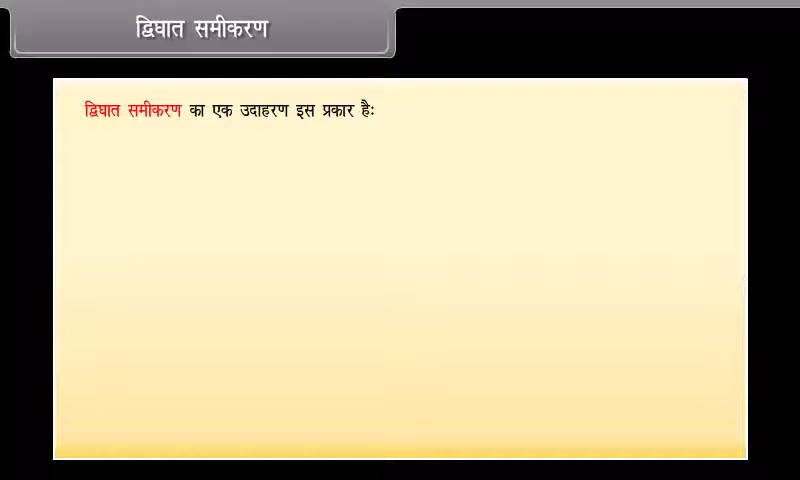 द्विघात समीकरण
द्विघात समीकरण का एक उदाहरण इस प्रकार है: